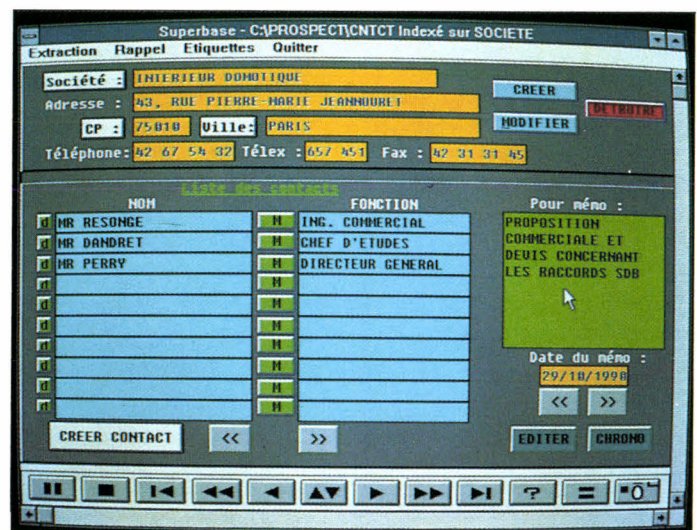 Superbase - C:\PROSPECT\CNTCT Indexé sur SOCIETE
Extraction Rappel Etiquettes Quitter
Société : INTERIEUR DOMOTIQUE
CREER
Adresse : 43, RUE PIERRE-MARIE JEANNOURET
DETRUIRE
CP : 75010 Ville: PARIS
MODIFIER
Téléphone: 42 67 54 32 Télex : 657 451 Fax : 42 31 31 45
Liste des contacts
NOM FONCTION Pour mémo :
d MR RESONGE M ING. COMMERCIAL
d MR DANDRET M CHEF D'ETUDES
d MR PERRY M DIRECTEUR GENERAL
d M
d M
d M
d M
d M
d M
d M
PROPOSITION
COMMERCIALE ET
DEVIS CONCERNANT
LES RACCORDS SDB
Date du mémo :
29/10/1990
<< >>
CREER CONTACT << >> EDITER CHRONO
? =